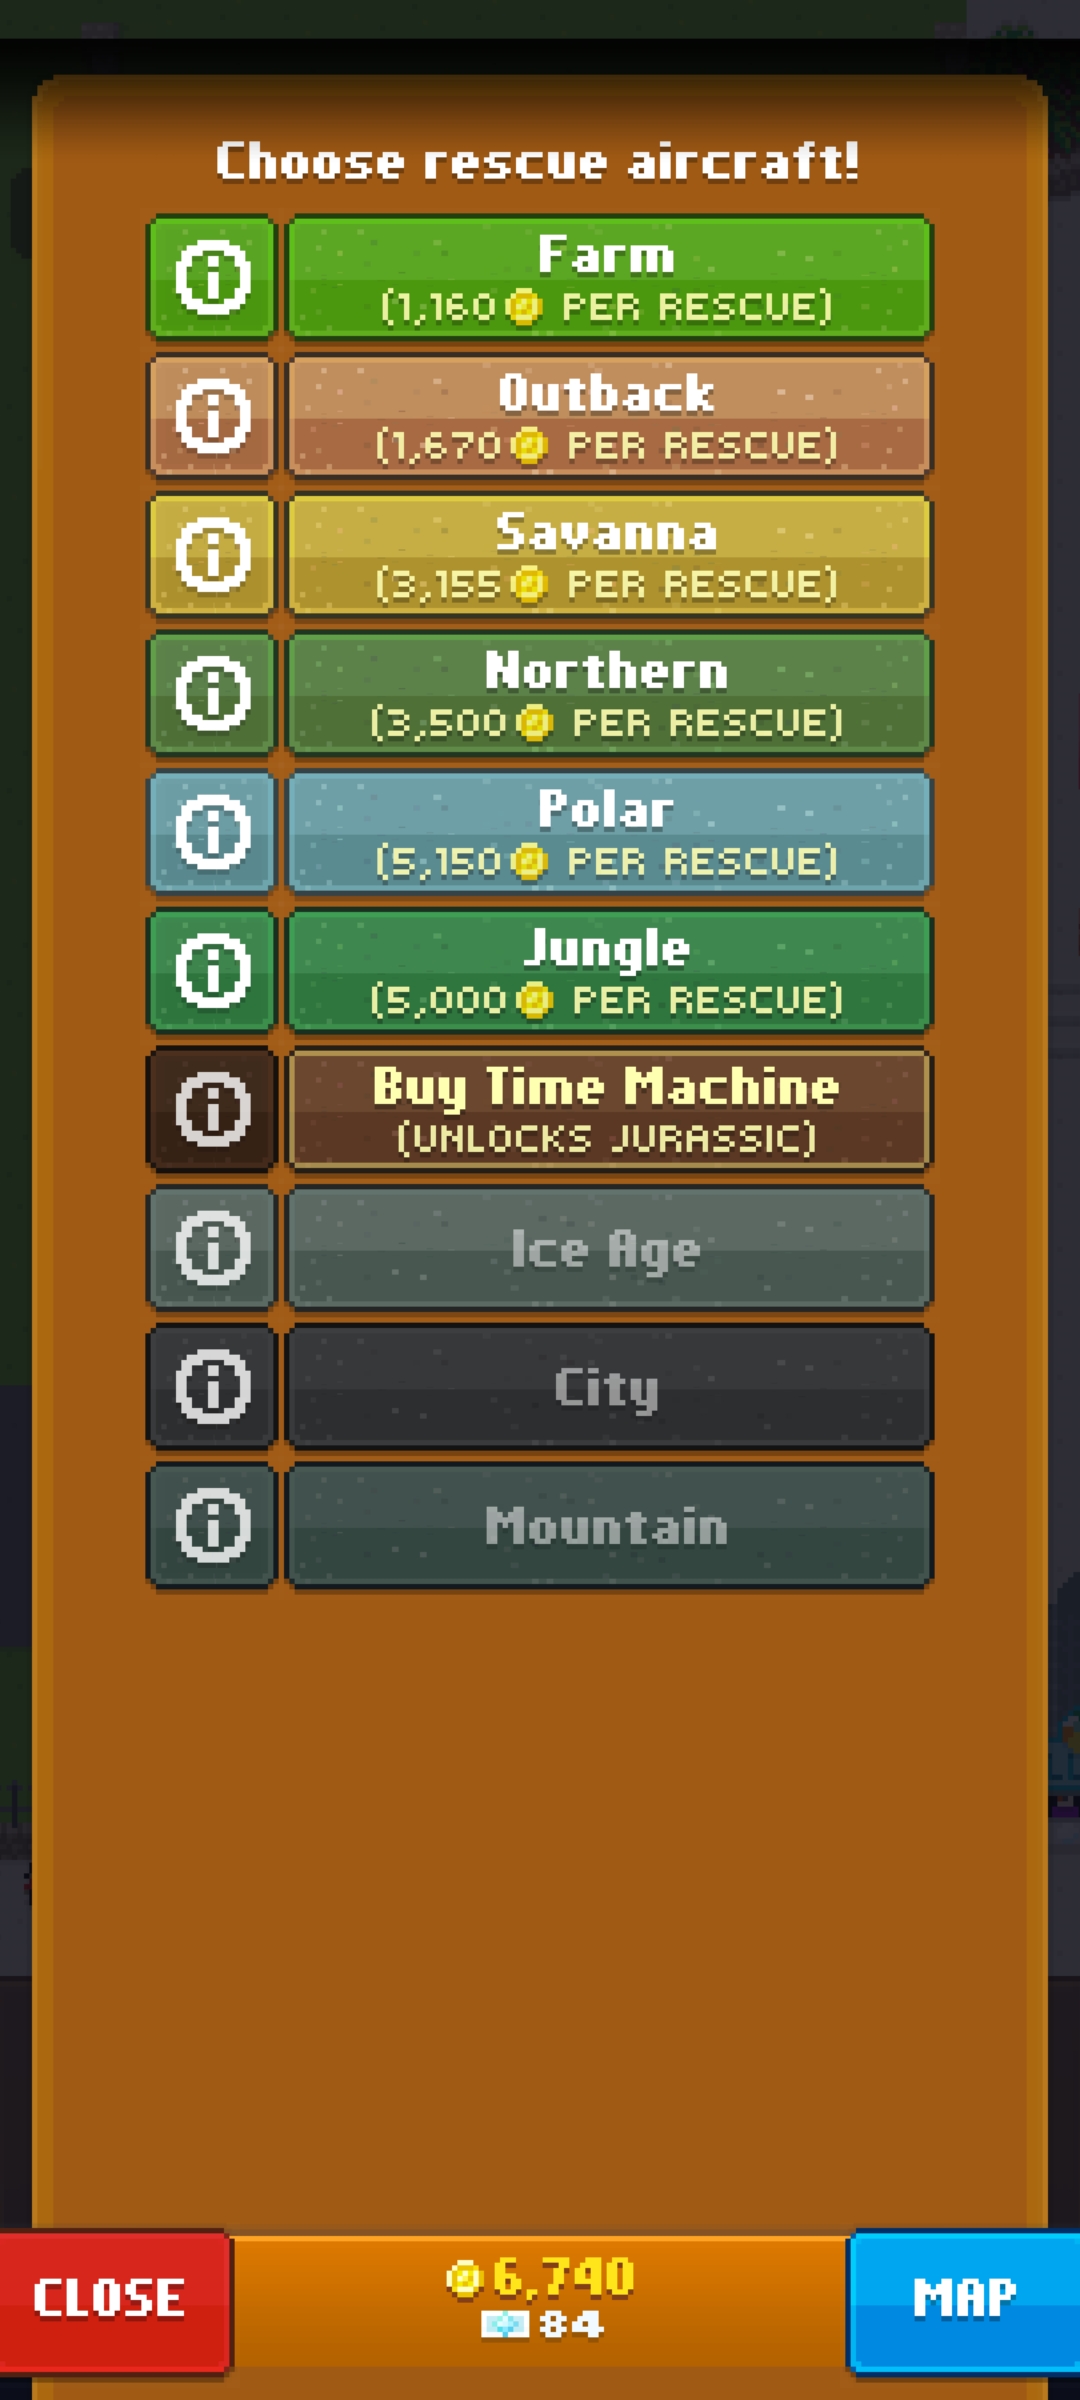 Choose rescue aircraft!
Farm
(1,160 PER RESCUE)
Outback
(1,670 PER RESCUE)
Savanna
(3,155 PER RESCUE)
Northern
(3,500 PER RESCUE)
Polar
(5,150 PER RESCUE)
Jungle
(5,000 PER RESCUE)
Buy Time Machine
(UNLOCKS JURASSIC)
Ice Age
City
Mountain
CLOSE
6,740
84
MAP